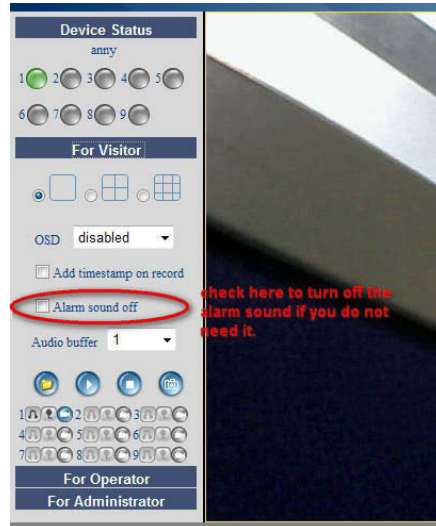 Device Status
anny
1 2 3 4 5
6 7 8 9
For Visitor
OSD disabled
Add timestamp on record
Alarm sound off
check here to turn off the
alarm sound if you do not
need it.
Audio buffer 1
1 2 3
4 5 6
7 8 9
For Operator
For Administrator